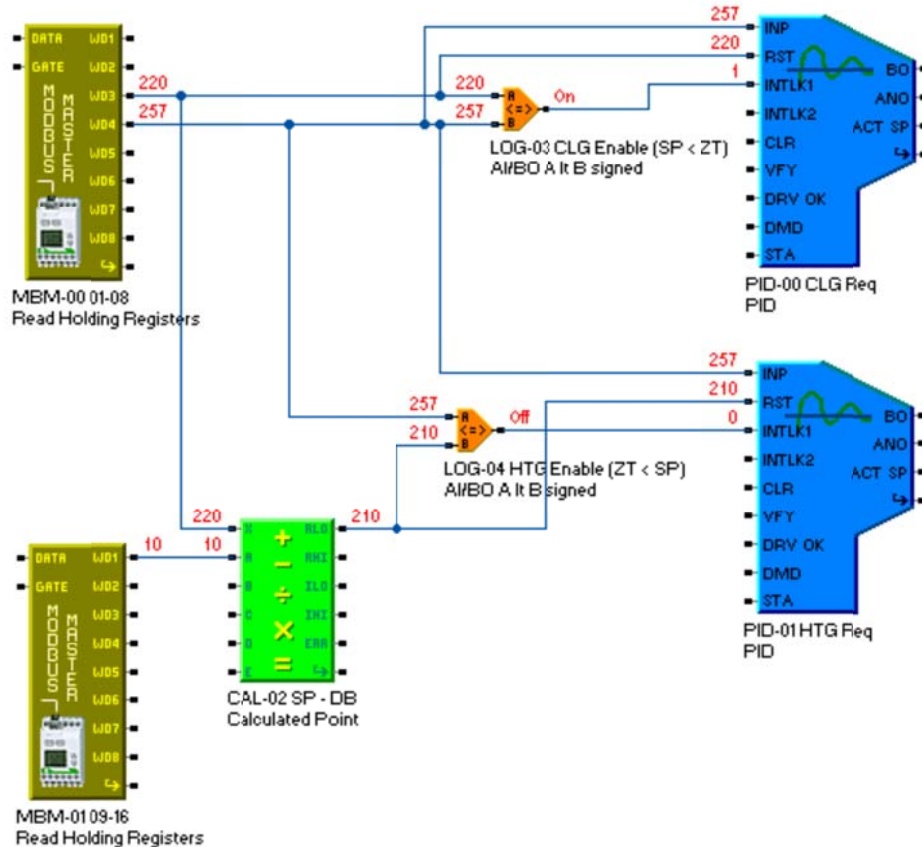 DATA WD1
GATE WD2
MODBUS MASTER
WD3 220
WD4 257
WD5
WD6
WD7
WD8
MBM-00 01-08
Read Holding Registers
220 A
257 B
<=>
On
LOG-03 CLG Enable (SP < ZT)
AI/BO A lt B signed
257 INP
220 RST
1 INTLK1
INTLK2
CLR
VFY
DRV OK
DMD
STA
BO
ANO
ACT SP
PID-00 CLG Req
PID
257 A
210 B
<=>
Off
LOG-04 HTG Enable (ZT < SP)
AI/BO A lt B signed
257 INP
210 RST
0 INTLK1
INTLK2
CLR
VFY
DRV OK
DMD
STA
BO
ANO
ACT SP
PID-01 HTG Req
PID
220 X RLO 210
10 A RHI
B ILO
C IHI
D ERR
E
+
−
÷
×
=
CAL-02 SP - DB
Calculated Point
DATA WD1 10
GATE WD2
MODBUS MASTER
WD3
WD4
WD5
WD6
WD7
WD8
MBM-01 09-16
Read Holding Registers